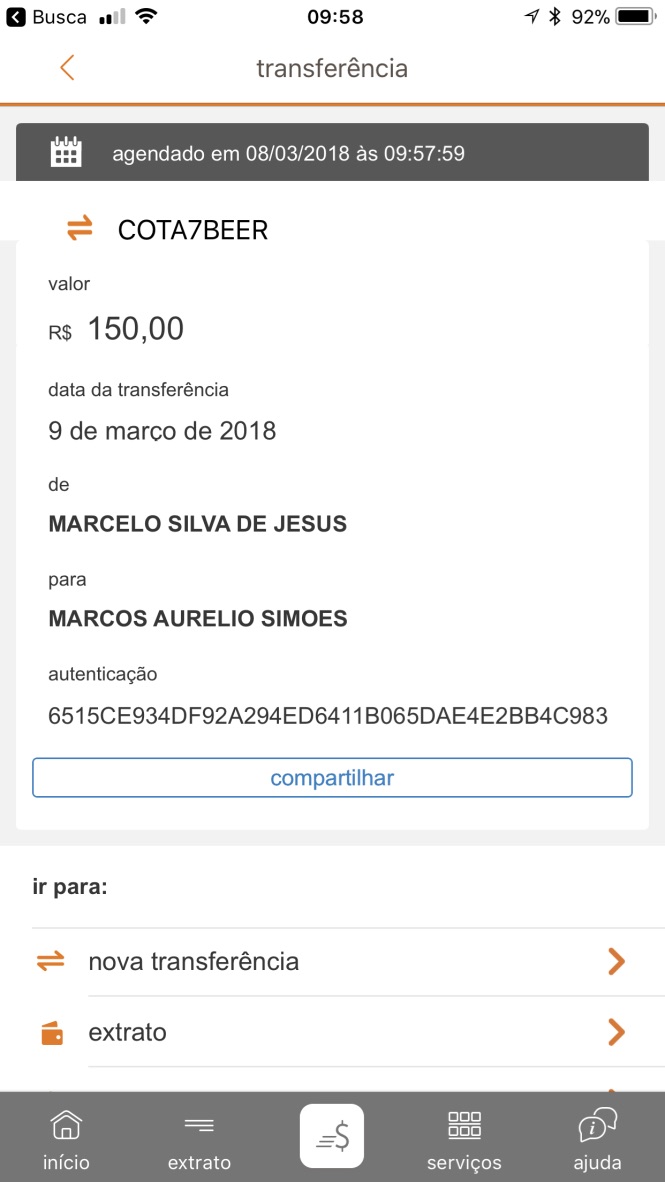 Busca 09:58 92%
transferência
agendado em 08/03/2018 às 09:57:59
COTA7BEER
valor
R$ 150,00
data da transferência
9 de março de 2018
de
MARCELO SILVA DE JESUS
para
MARCOS AURELIO SIMOES
autenticação
6515CE934DF92A294ED6411B065DAE4E2BB4C983
compartilhar
ir para:
nova transferência
extrato
início extrato serviços ajuda